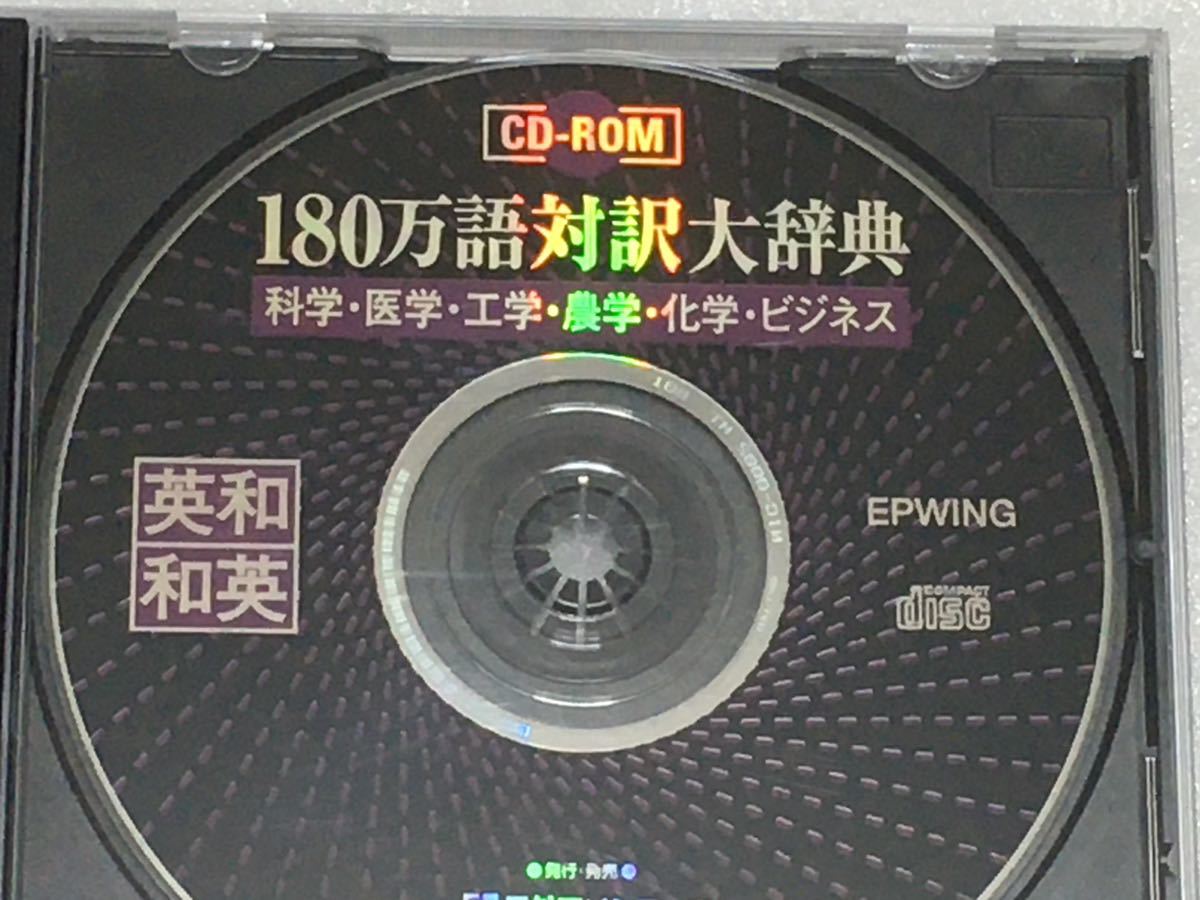 CD-ROM
180万語対訳大辞典
科学・医学・工学・農学・化学・ビジネス
英和
和英
EPWING
COMPACT
disc
●発行・発売●